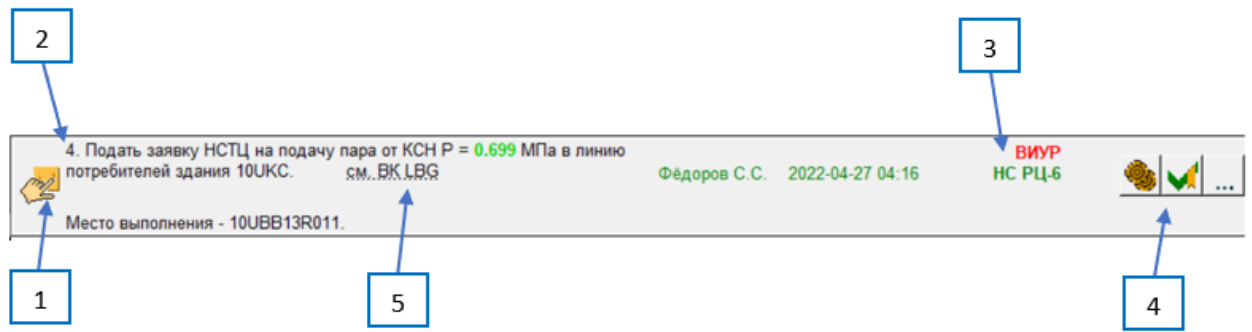 2
3
4. Подать заявку НСТЦ на подачу пара от КСН Р = 0.699 МПа в линию
потребителей здания 10UKC. см. ВК LBG
Фёдоров С.С. 2022-04-27 04:16
ВИУР
НС РЦ-6
...
Место выполнения - 10UBB13R011.
1
5
4